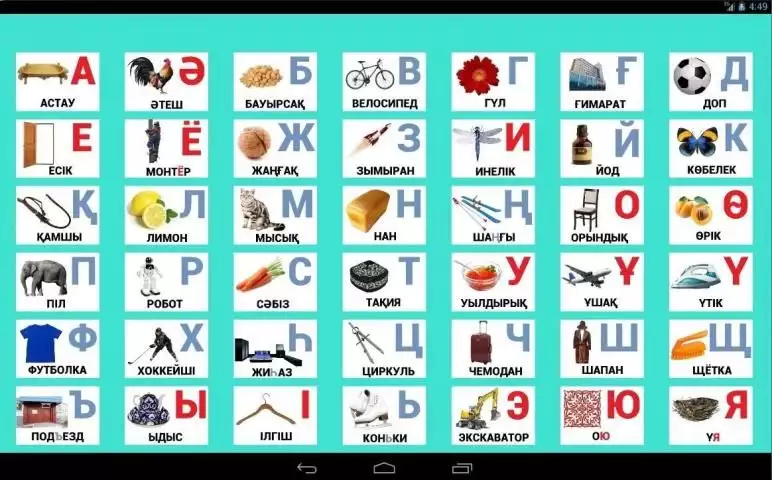 4:49
А Ә Б В Г Ғ Д
АСТАУ ӘТЕШ БАУЫРСАҚ ВЕЛОСИПЕД ГҮЛ ҒИМАРАТ ДОП
Е Ё Ж З И Й К
ЕСІК МОНТЁР ЖАҢҒАҚ ЗЫМЫРАН ИНЕЛІК ЙОД КӨБЕЛЕК
Қ Л М Н Ң О Ө
ҚАМШЫ ЛИМОН МЫСЫҚ НАН ШАҢҒЫ ОРЫНДЫҚ ӨРІК
П Р С Т У Ұ Ү
ПІЛ РОБОТ СӘБІЗ ТАҚИЯ УЫЛДЫРЫҚ ҰШАҚ ҮТІК
Ф Х Һ Ц Ч Ш Щ
ФУТБОЛКА ХОККЕЙШІ ЖИҺАЗ ЦИРКУЛЬ ЧЕМОДАН ШАПАН ЩЁТКА
Ъ Ы І Ь Э Ю Я
ПОДЪЕЗД ЫДЫС ІЛГІШ КОНЬКИ ЭКСКАВАТОР ОЮ ҰЯ